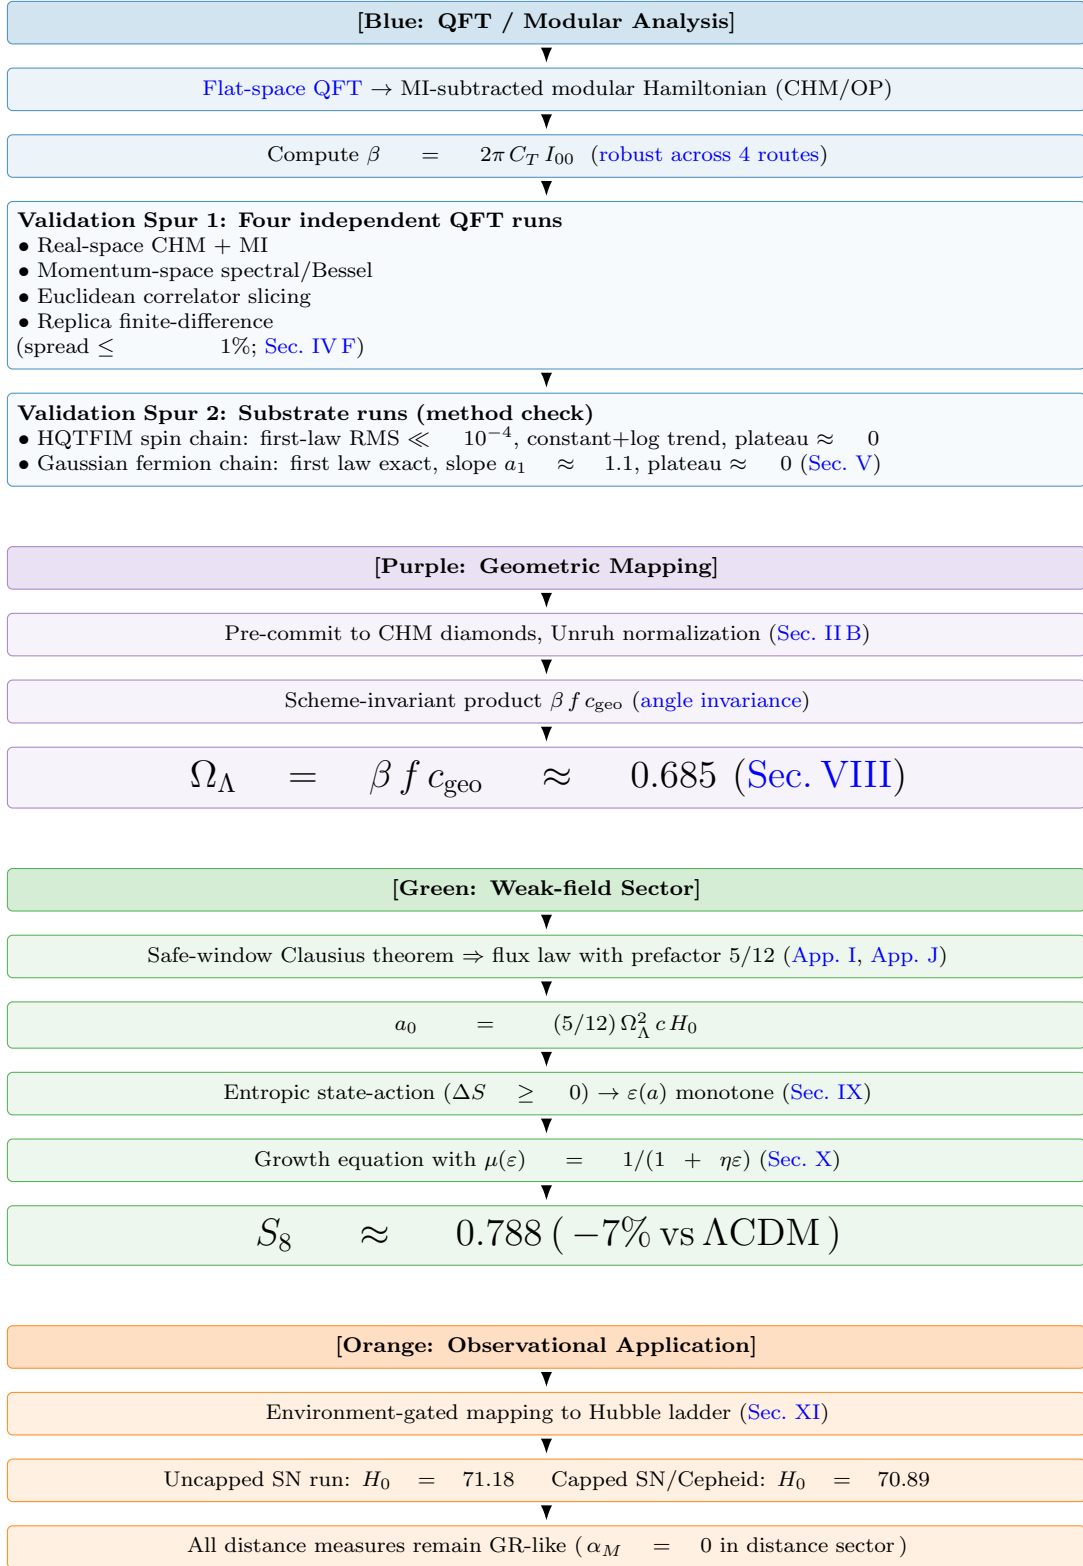 [Blue: QFT / Modular Analysis]
Flat-space QFT → MI-subtracted modular Hamiltonian (CHM/OP)
Compute β = 2π C_T I_00 (robust across 4 routes)
Validation Spur 1: Four independent QFT runs
• Real-space CHM + MI
• Momentum-space spectral/Bessel
• Euclidean correlator slicing
• Replica finite-difference
(spread ≤ 1%; Sec. IV F)
Validation Spur 2: Substrate runs (method check)
• HQTFIM spin chain: first-law RMS ≪ 10⁻⁴, constant+log trend, plateau ≈ 0
• Gaussian fermion chain: first law exact, slope a₁ ≈ 1.1, plateau ≈ 0 (Sec. V)
[Purple: Geometric Mapping]
Pre-commit to CHM diamonds, Unruh normalization (Sec. II B)
Scheme-invariant product β f c_geo (angle invariance)
Ω_Λ = β f c_geo ≈ 0.685 (Sec. VIII)
[Green: Weak-field Sector]
Safe-window Clausius theorem ⇒ flux law with prefactor 5/12 (App. I, App. J)
a₀ = (5/12) Ω_Λ² c H₀
Entropic state-action (ΔS ≥ 0) → ε(a) monotone (Sec. IX)
Growth equation with μ(ε) = 1/(1 + ηε) (Sec. X)
S₈ ≈ 0.788 ( −7% vs ΛCDM )
[Orange: Observational Application]
Environment-gated mapping to Hubble ladder (Sec. XI)
Uncapped SN run: H₀ = 71.18 Capped SN/Cepheid: H₀ = 70.89
All distance measures remain GR-like ( α_M = 0 in distance sector )